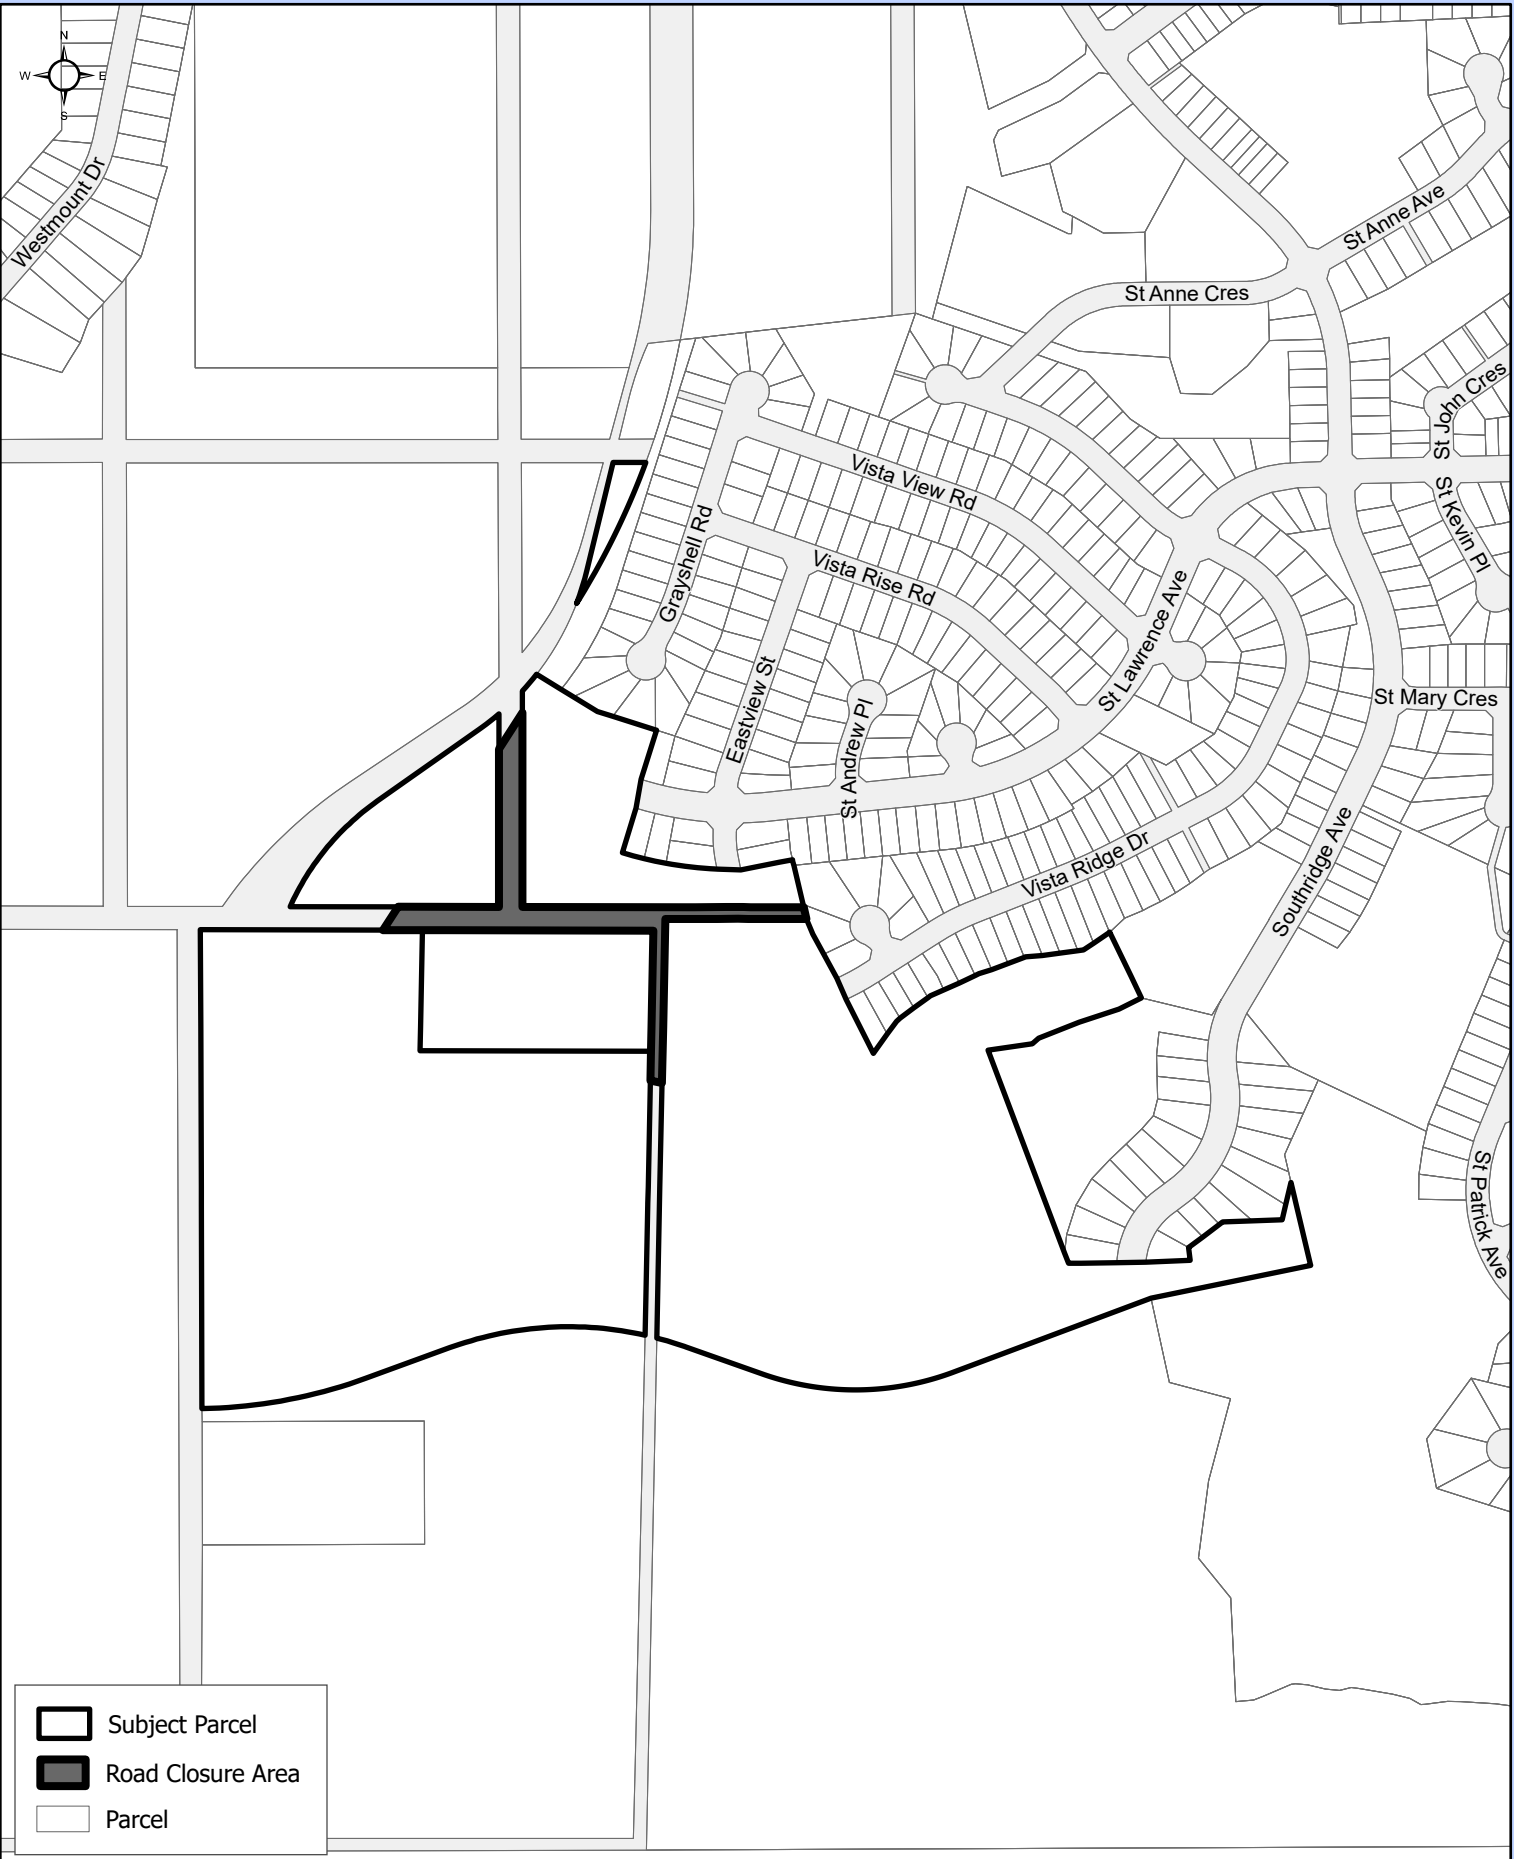 N
W
E
S
Westmount Dr
St Anne Ave
St Anne Cres
St John Cres
Vista View Rd
St Kevin Pl
Grayshell Rd
Vista Rise Rd
St Lawrence Ave
Eastview St
St Andrew Pl
St Mary Cres
Vista Ridge Dr
Southridge Ave
St Patrick Ave
Subject Parcel
Road Closure Area
Parcel